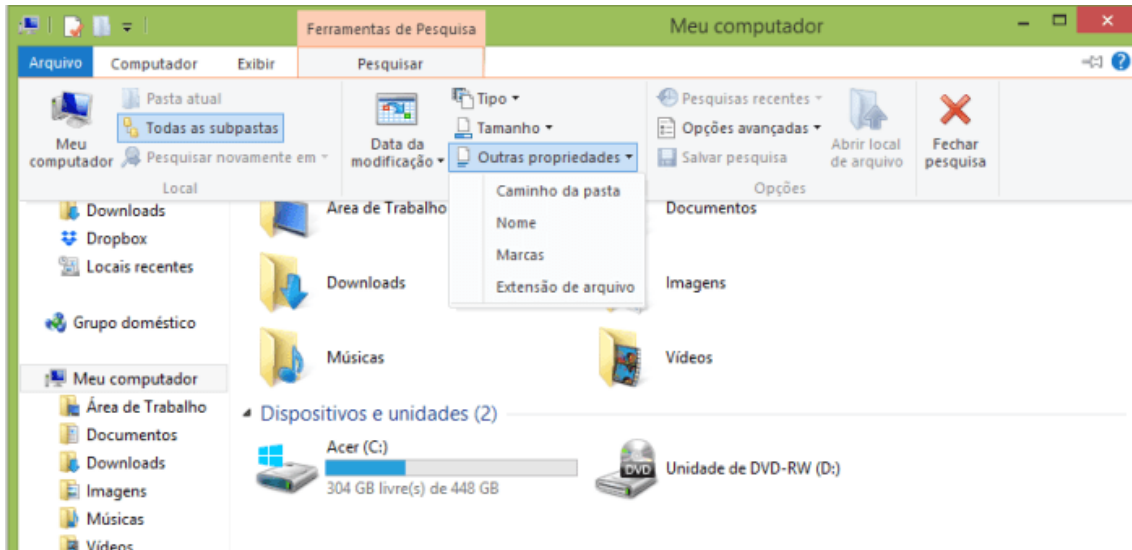 Ferramentas de Pesquisa
Meu computador
Arquivo
Computador
Exibir
Pesquisar
Meu computador
Pasta atual
Todas as subpastas
Pesquisar novamente em
Local
Data da modificação
Tipo
Tamanho
Outras propriedades
Caminho da pasta
Nome
Marcas
Extensão de arquivo
Pesquisas recentes
Opções avançadas
Salvar pesquisa
Abrir local de arquivo
Fechar pesquisa
Opções
Downloads
Dropbox
Locais recentes
Grupo doméstico
Meu computador
Área de Trabalho
Documentos
Downloads
Imagens
Músicas
Vídeos
Área de Trabalho
Documentos
Downloads
Imagens
Músicas
Vídeos
Dispositivos e unidades (2)
Acer (C:)
304 GB livre(s) de 448 GB
DVD
Unidade de DVD-RW (D:)